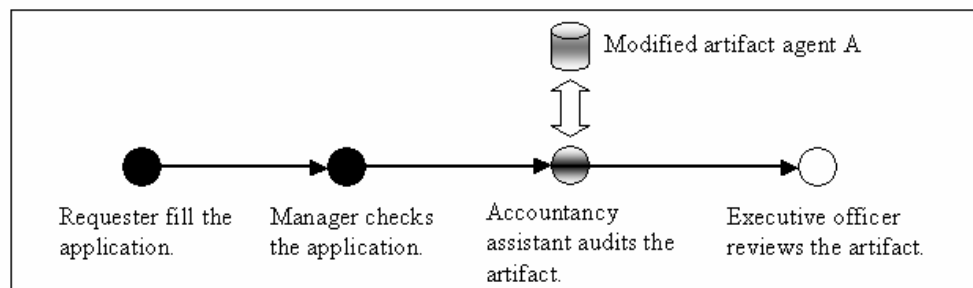 Modified artifact agent A
Requester fill the
application.
Manager checks
the application.
Accountancy
assistant audits the
artifact.
Executive officer
reviews the artifact.